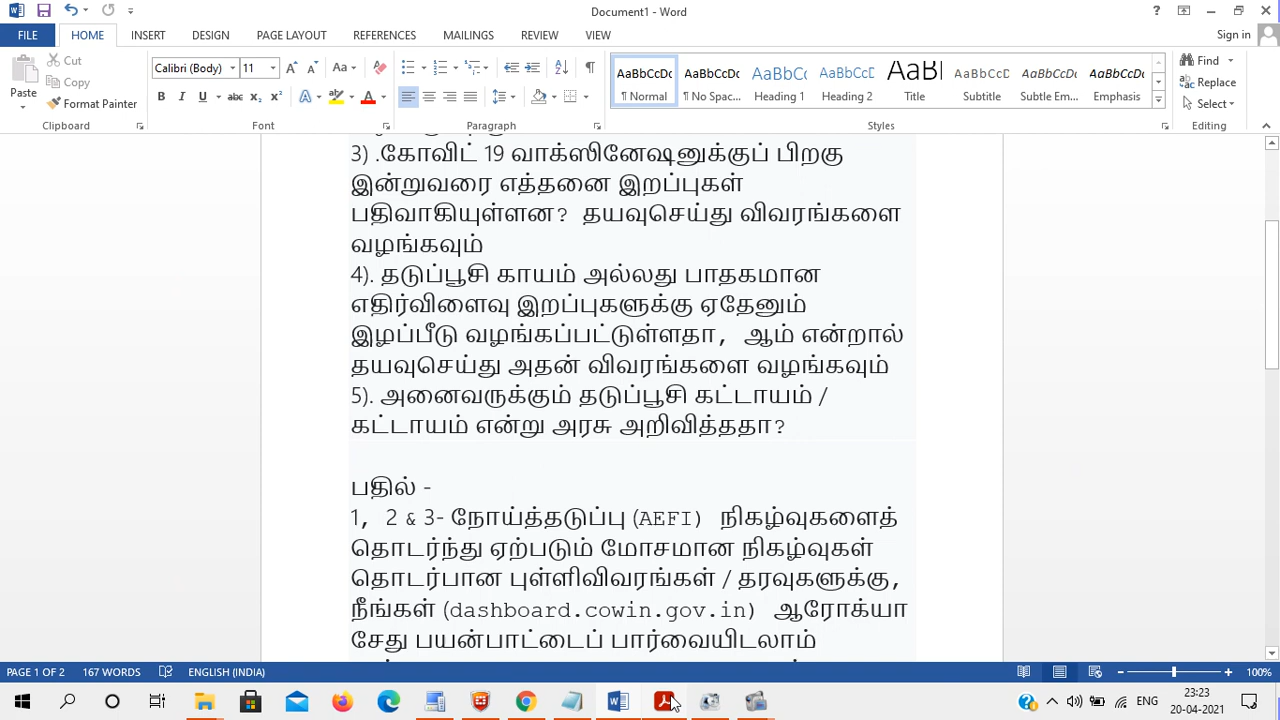 Document1 - Word
FILE HOME INSERT DESIGN PAGE LAYOUT REFERENCES MAILINGS REVIEW VIEW Sign in
Paste Cut Copy Format Painter
Calibri (Body) 11
AaBbCcDc AaBbCcDc AaBbC AaBbCcC AaBl AaBbCcC AaBbCcDc AaBbCcDc
¶ Normal ¶ No Spac... Heading 1 Heading 2 Title Subtitle Subtle Em... Emphasis
Find Replace Select
Clipboard Font Paragraph Styles Editing
3) .கோவிட் 19 வாக்ஸினேஷனுக்குப் பிறகு
இன்றுவரை எத்தனை இறப்புகள்
பதிவாகியுள்ளன? தயவுசெய்து விவரங்களை
வழங்கவும்
4). தடுப்பூசி காயம் அல்லது பாதகமான
எதிர்விளைவு இறப்புகளுக்கு ஏதேனும்
இழப்பீடு வழங்கப்பட்டுள்ளதா, ஆம் என்றால்
தயவுசெய்து அதன் விவரங்களை வழங்கவும்
5). அனைவருக்கும் தடுப்பூசி கட்டாயம் /
கட்டாயம் என்று அரசு அறிவித்ததா?
பதில் -
1, 2 & 3- நோய்த்தடுப்பு (AEFI) நிகழ்வுகளைத்
தொடர்ந்து ஏற்படும் மோசமான நிகழ்வுகள்
தொடர்பான புள்ளிவிவரங்கள் / தரவுகளுக்கு,
நீங்கள் (dashboard.cowin.gov.in) ஆரோக்யா
சேது பயன்பாட்டைப் பார்வையிடலாம்
PAGE 1 OF 2 167 WORDS ENGLISH (INDIA) 100%
ENG 23:23
20-04-2021